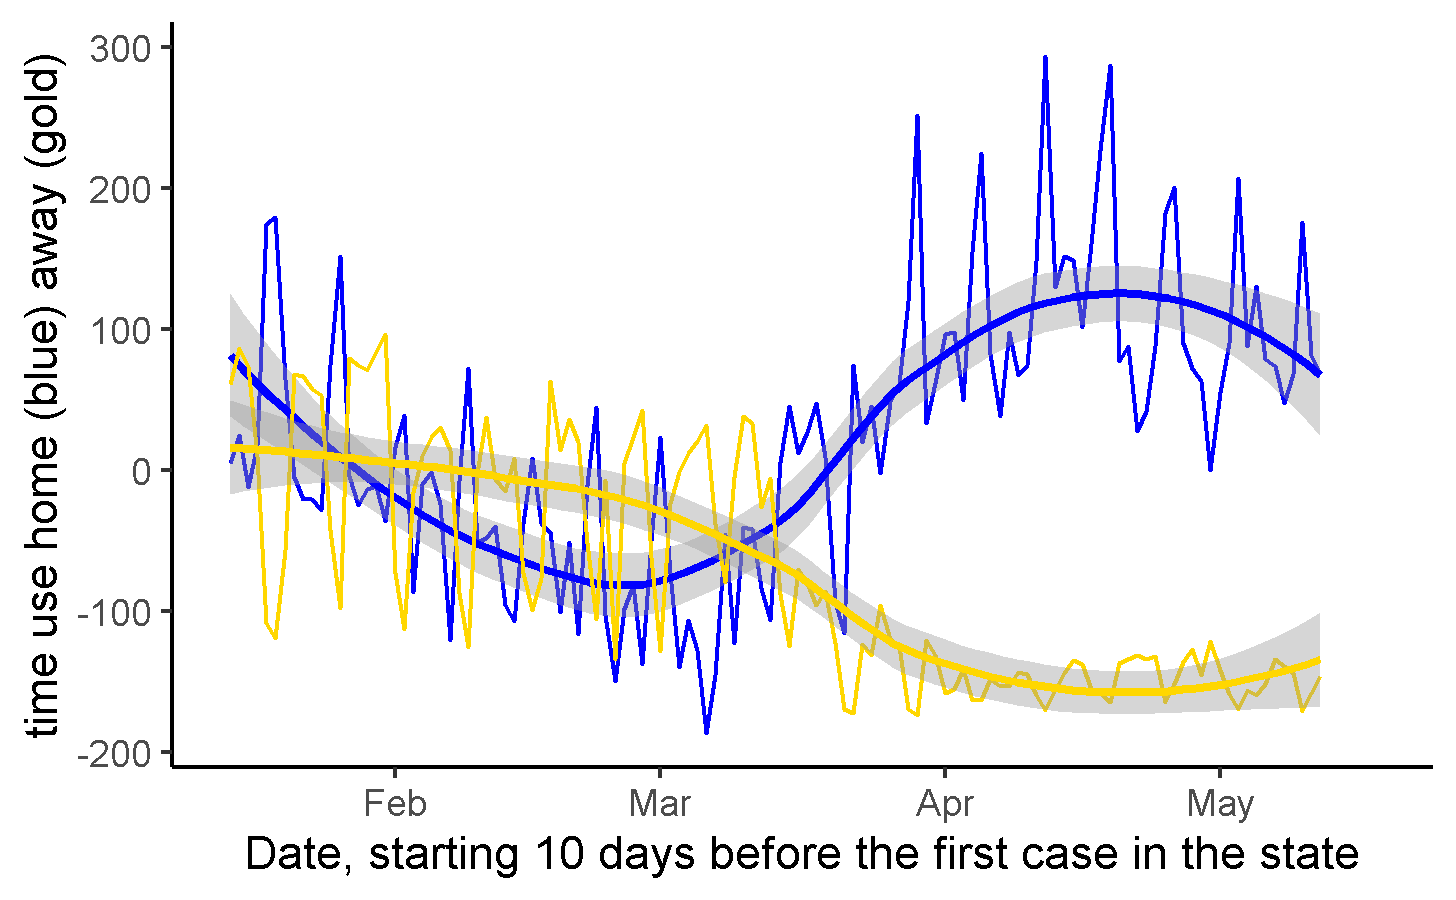 time use home (blue) away (gold)
300
200
100
0
-100
-200
Feb Mar Apr May
Date, starting 10 days before the first case in the state